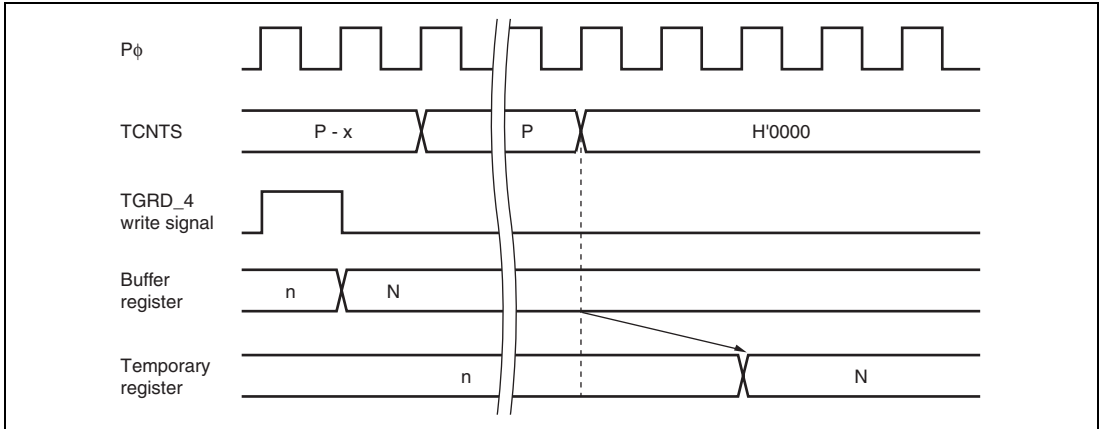 Pφ
TCNTS
P - x
P
H'0000
TGRD_4
write signal
Buffer
register
n
N
Temporary
register
n
N